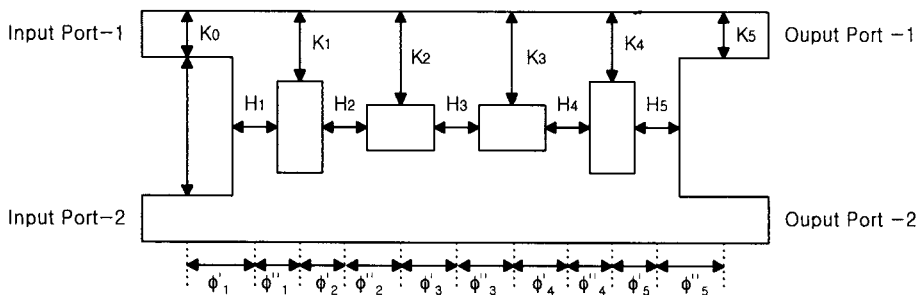 Input Port-1
K0
K1
K2
K3
K4
K5
Ouput Port -1
H1
H2
H3
H4
H5
Input Port-2
Ouput Port -2
ϕ'1
ϕ"1
ϕ'2
ϕ"2
ϕ'3
ϕ"3
ϕ'4
ϕ"4
ϕ'5
ϕ"5